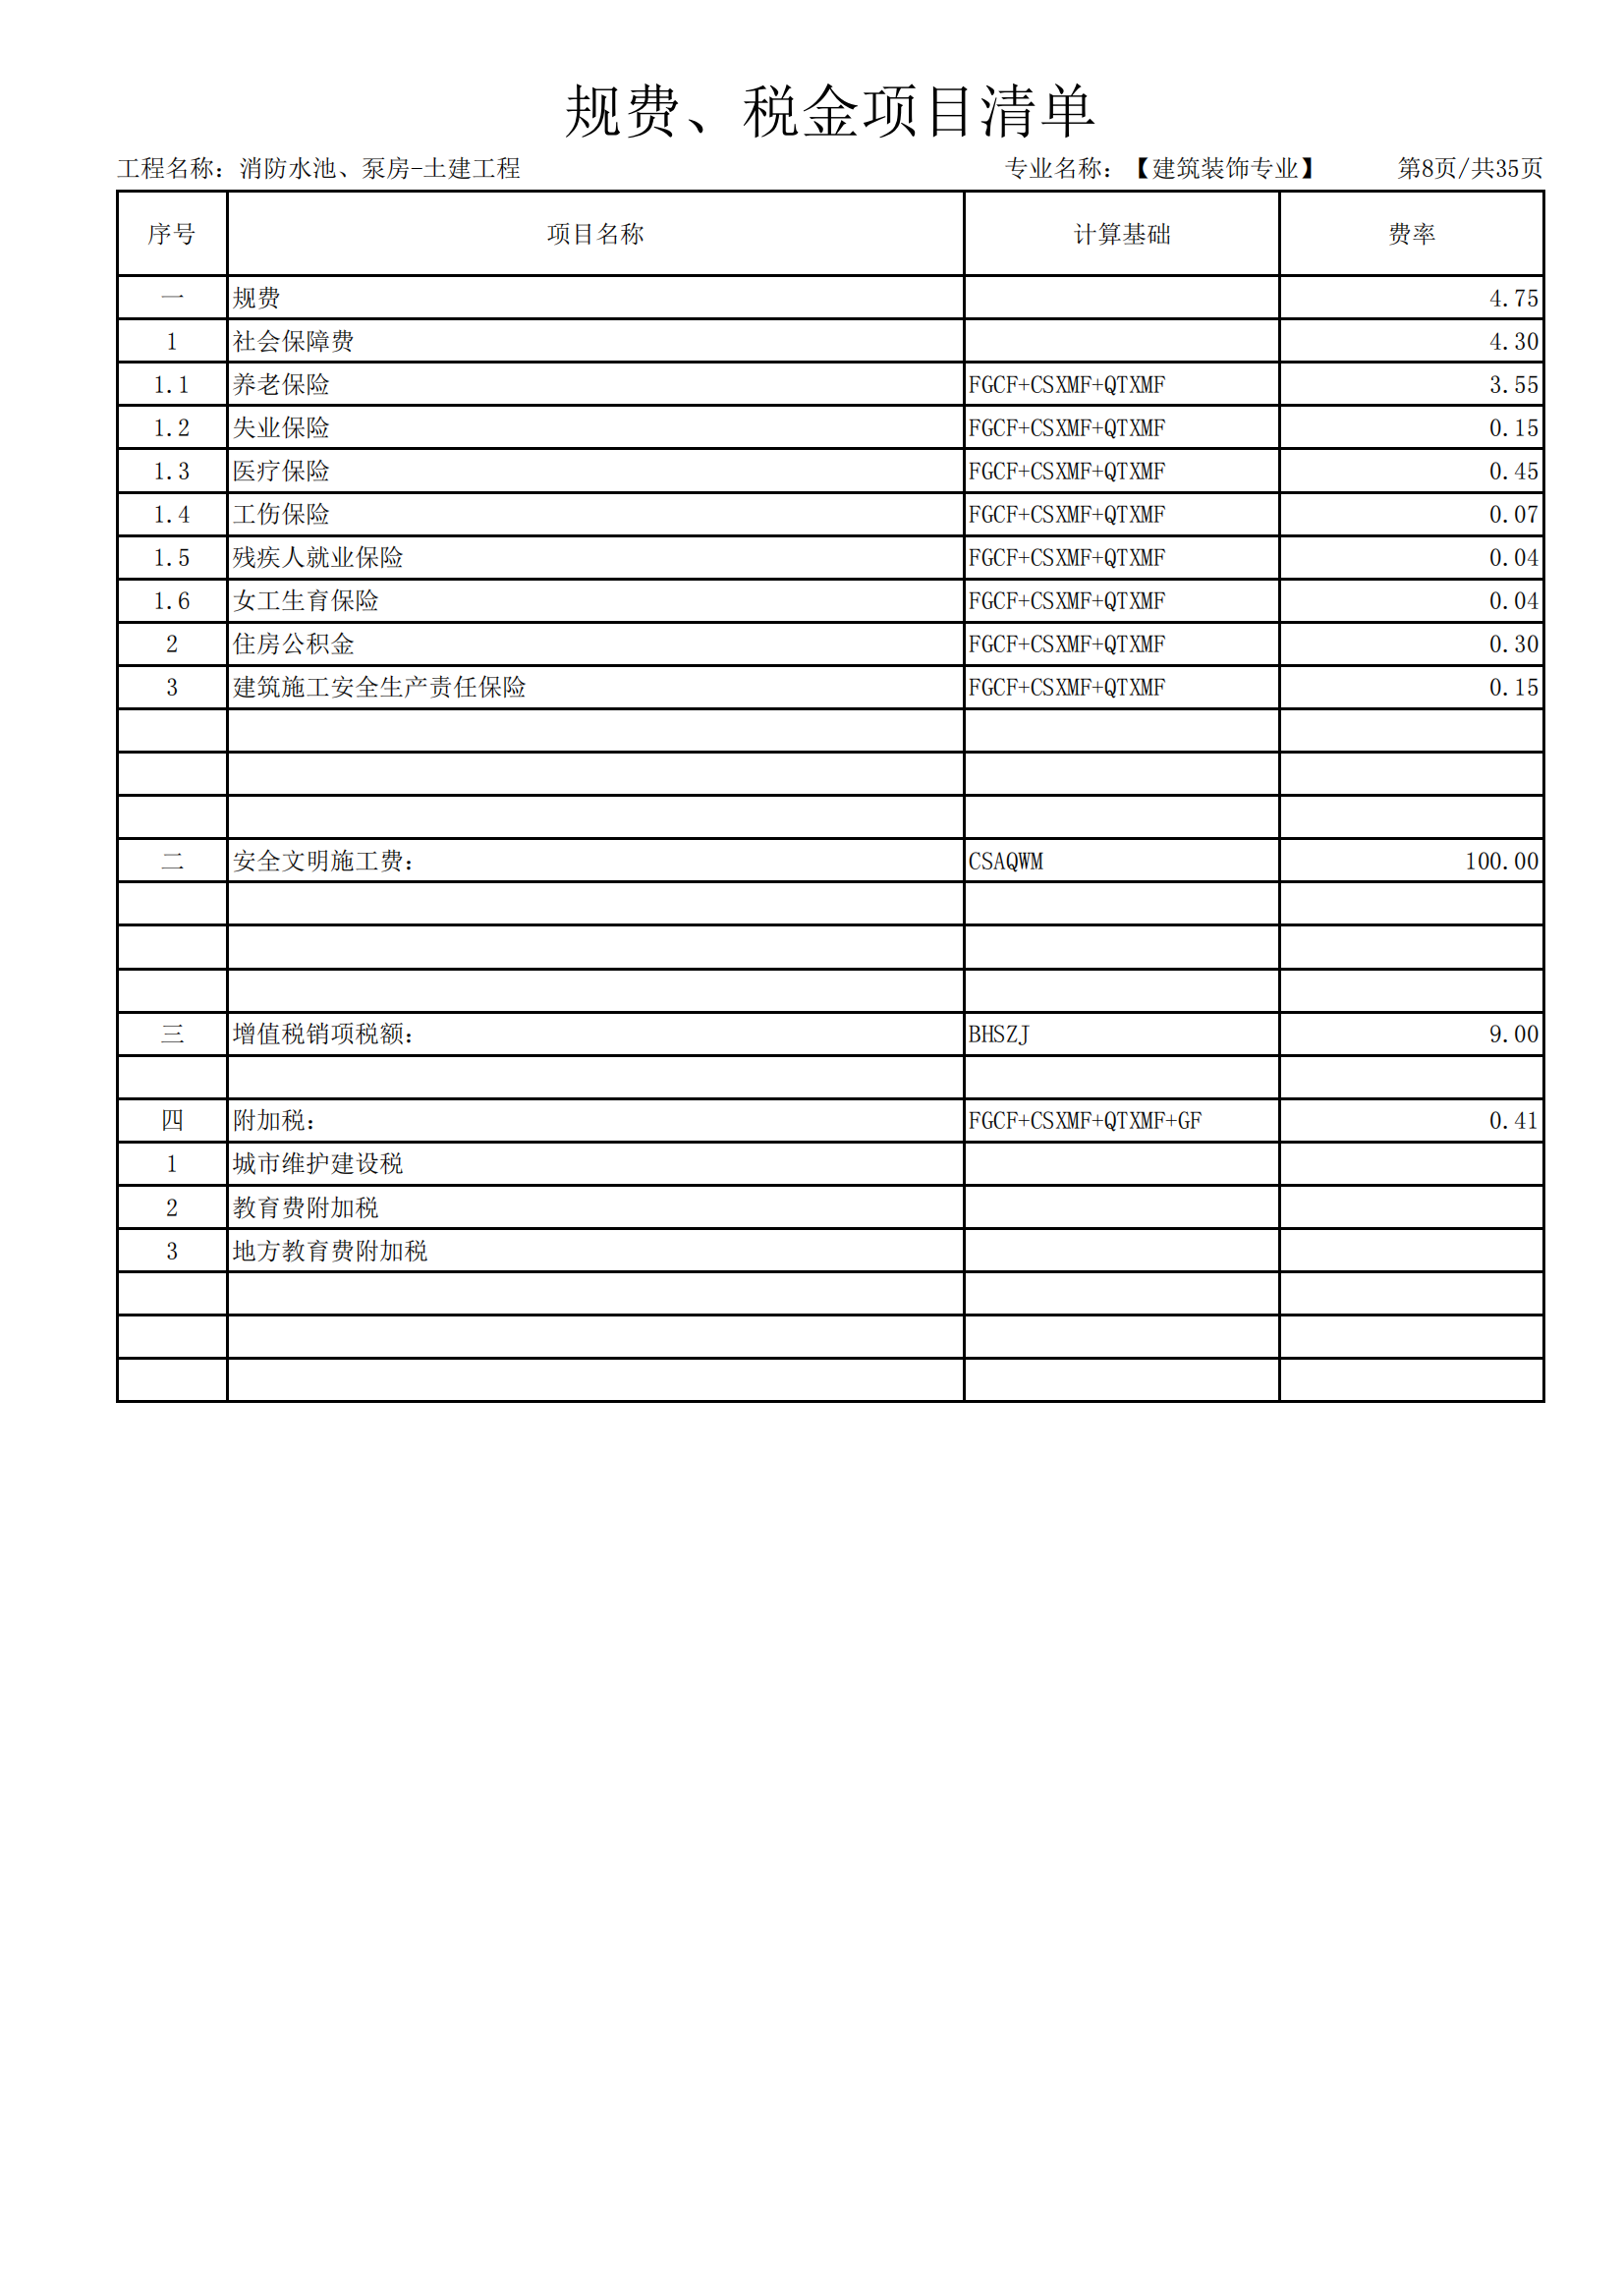 规费、税金项目清单
工程名称：消防水池、泵房-土建工程 专业名称：【建筑装饰专业】 第8页/共35页
序号 项目名称 计算基础 费率
一 规费 4.75
1 社会保障费 4.30
1.1 养老保险 FGCF+CSXMF+QTXMF 3.55
1.2 失业保险 FGCF+CSXMF+QTXMF 0.15
1.3 医疗保险 FGCF+CSXMF+QTXMF 0.45
1.4 工伤保险 FGCF+CSXMF+QTXMF 0.07
1.5 残疾人就业保险 FGCF+CSXMF+QTXMF 0.04
1.6 女工生育保险 FGCF+CSXMF+QTXMF 0.04
2 住房公积金 FGCF+CSXMF+QTXMF 0.30
3 建筑施工安全生产责任保险 FGCF+CSXMF+QTXMF 0.15
二 安全文明施工费： CSAQWM 100.00
三 增值税销项税额： BHSZJ 9.00
四 附加税： FGCF+CSXMF+QTXMF+GF 0.41
1 城市维护建设税
2 教育费附加税
3 地方教育费附加税